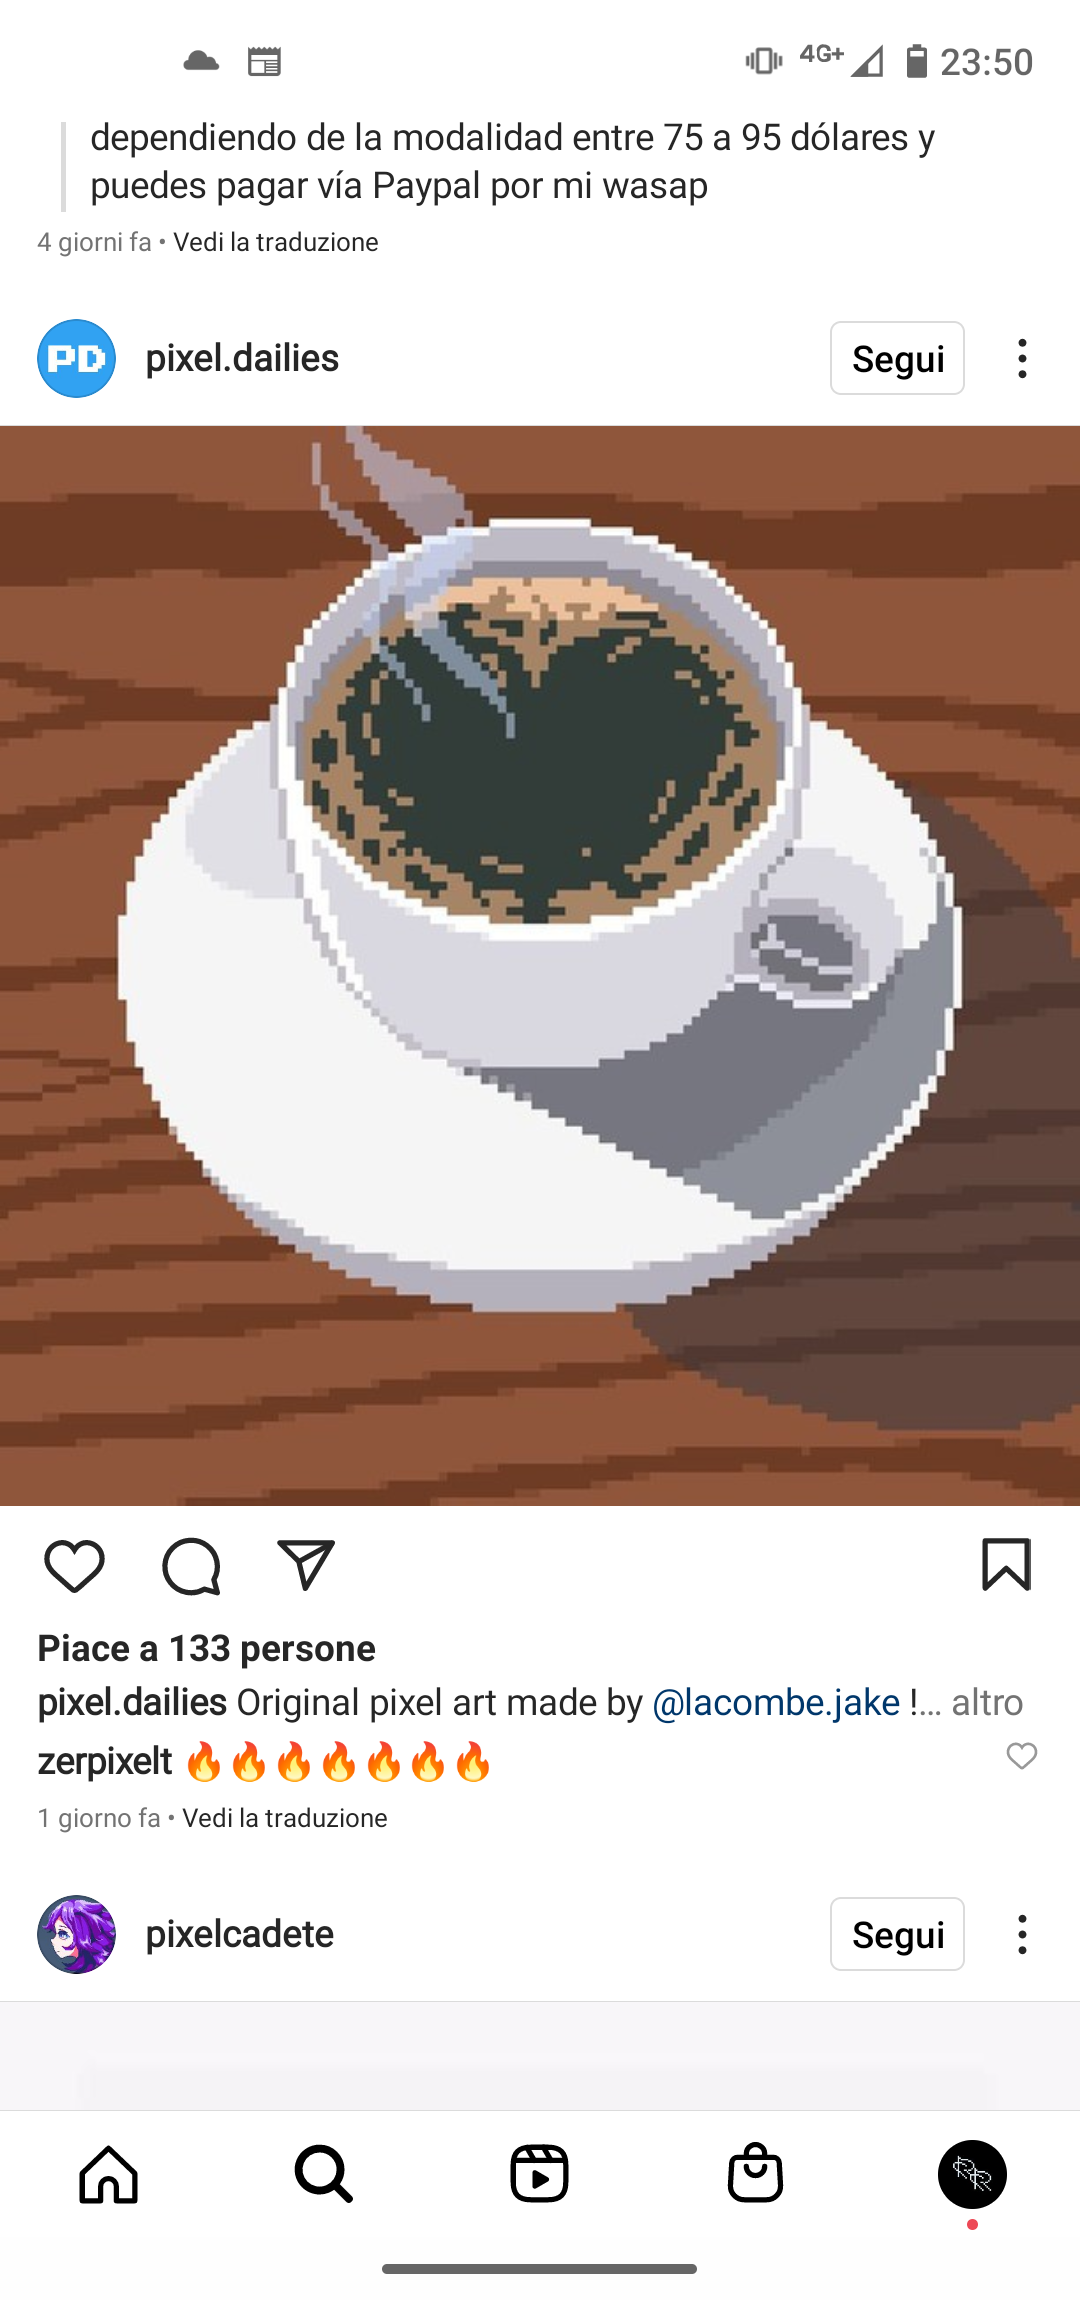 4G+ 23:50
dependiendo de la modalidad entre 75 a 95 dólares y
puedes pagar vía Paypal por mi wasap
4 giorni fa • Vedi la traduzione
PD pixel.dailies Segui
Piace a 133 persone
pixel.dailies Original pixel art made by @lacombe.jake !... altro
zerpixelt 🔥🔥🔥🔥🔥🔥🔥
1 giorno fa • Vedi la traduzione
pixelcadete Segui